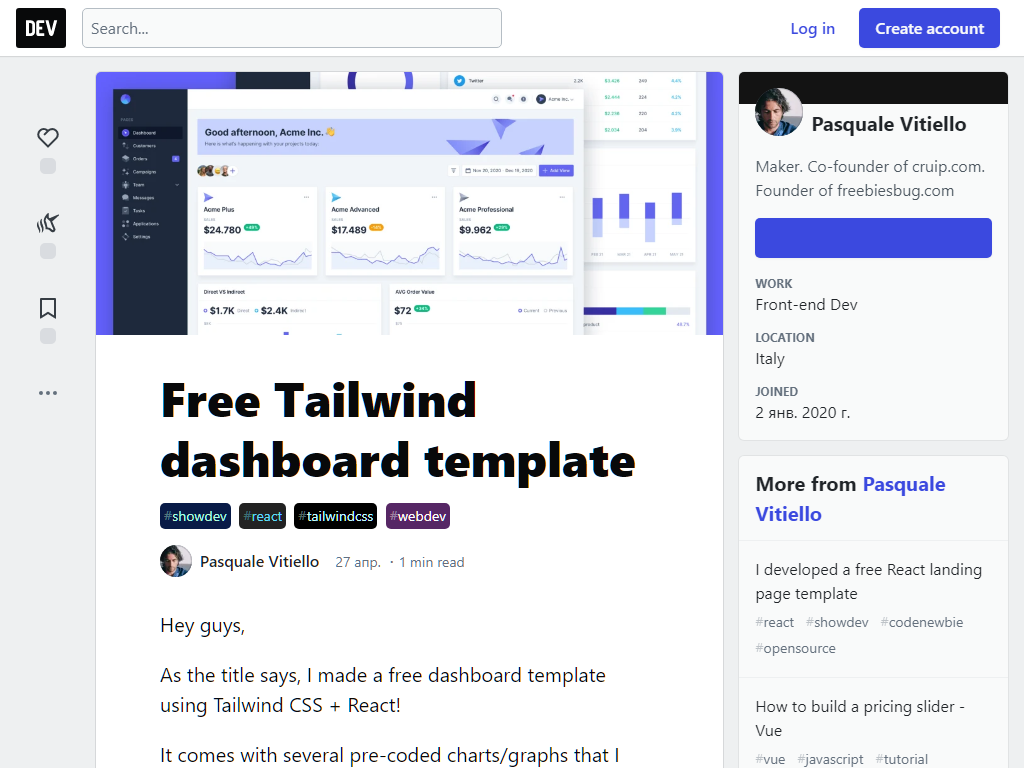 DEV
Search...
Log in
Create account
Twitter
Acme Inc.
Good afternoon, Acme Inc. 👋
Here is what's happening with your projects today:
Dashboard
Customers
Orders
Campaigns
Team
Messages
Tasks
Applications
Settings
Add View
Acme Plus
$24.780
Acme Advanced
$17.489
Acme Professional
$9.962
Direct VS Indirect
$1.7K
$2.4K
AVG Order Value
$72
Pasquale Vitiello
Maker. Co-founder of cruip.com.
Founder of freebiesbug.com
WORK
Front-end Dev
LOCATION
Italy
JOINED
2 янв. 2020 г.
Free Tailwind
dashboard template
#showdev #react #tailwindcss #webdev
Pasquale Vitiello 27 апр. · 1 min read
Hey guys,
As the title says, I made a free dashboard template
using Tailwind CSS + React!
It comes with several pre-coded charts/graphs that I
More from Pasquale
Vitiello
I developed a free React landing
page template
#react #showdev #codenewbie
#opensource
How to build a pricing slider -
Vue
#vue #javascript #tutorial